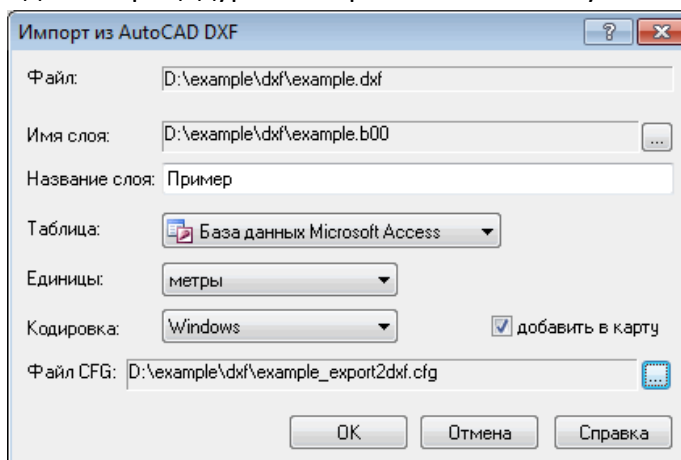 Импорт из AutoCAD DXF
Файл: D:\example\dxf\example.dxf
Имя слоя: D:\example\dxf\example.b00 ...
Название слоя: Пример
Таблица: База данных Microsoft Access
Единицы: метры
Кодировка: Windows добавить в карту
Файл CFG: D:\example\dxf\example_export2dxf.cfg ...
OK Отмена Справка